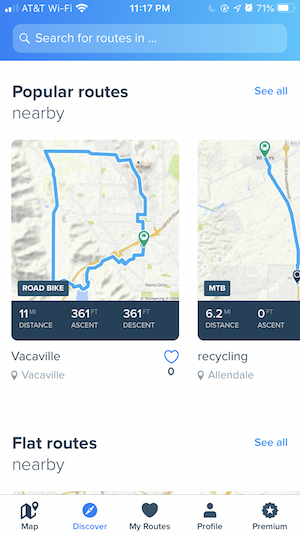 AT&T Wi-Fi 11:17 PM 71%
Search for routes in ...
Popular routes See all
nearby
ROAD BIKE
11 MI 361 FT 361 FT
DISTANCE ASCENT DESCENT
Vacaville
Vacaville
0
MTB
6.2 MI 0 FT
DISTANCE ASCENT
recycling
Allendale
Flat routes See all
nearby
Map Discover My Routes Profile Premium